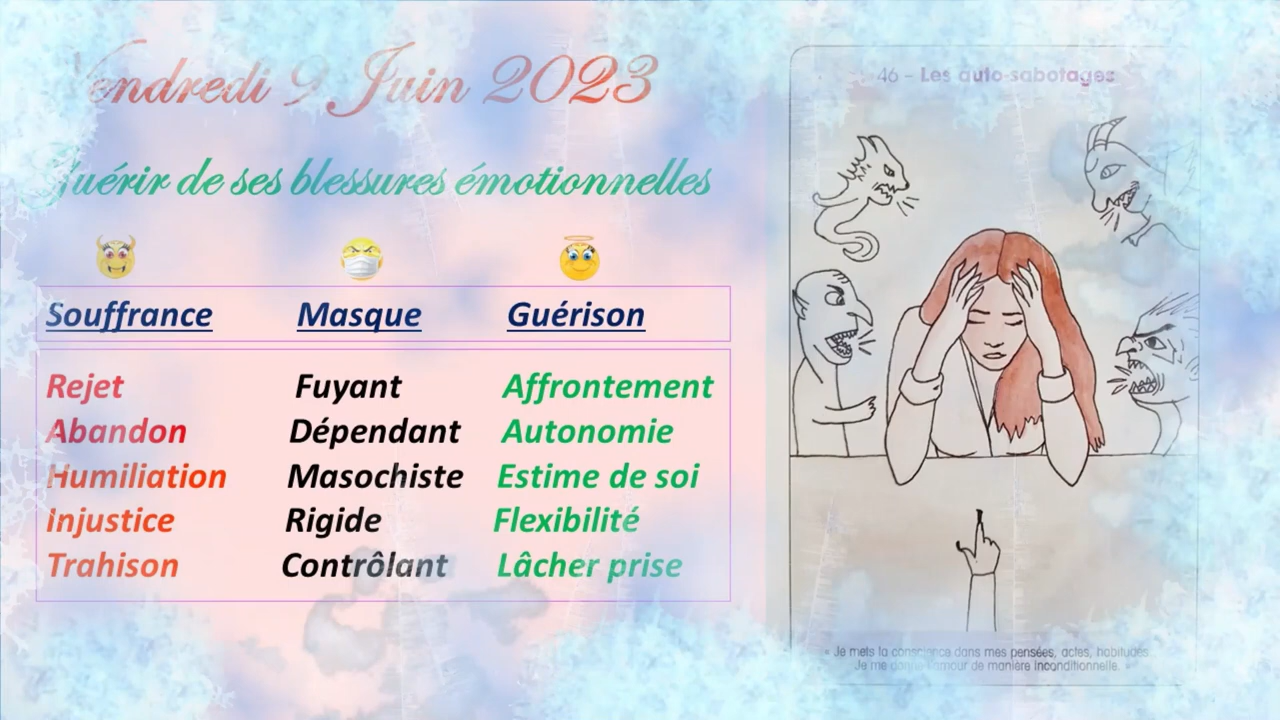 Vendredi 9 Juin 2023
Guérir de ses blessures émotionnelles
Souffrance Masque Guérison
Rejet Fuyant Affrontement
Abandon Dépendant Autonomie
Humiliation Masochiste Estime de soi
Injustice Rigide Flexibilité
Trahison Contrôlant Lâcher prise
46 - Les auto-sabotages
« Je mets la conscience dans mes pensées, actes, habitudes.
Je me donne l'amour de manière inconditionnelle. »